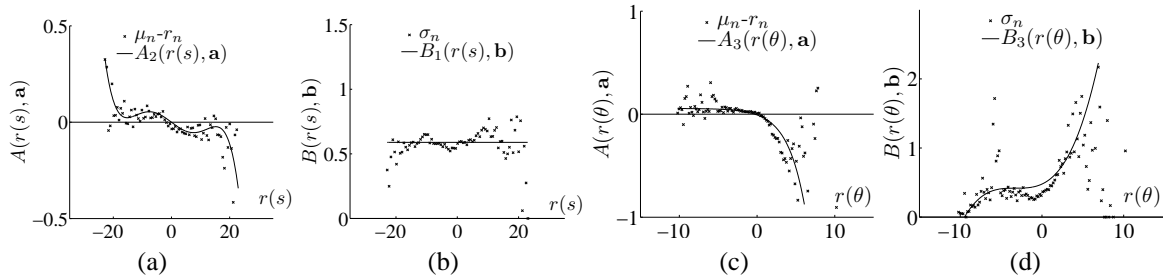 0.5
0
−0.5
−20 0 20
A(r(s), a)
r(s)
× μₙ-rₙ
— A₂(r(s), a)
(a)
1.5
1
0.5
0
−20 0 20
B(r(s), b)
r(s)
× σₙ
— B₁(r(s), b)
(b)
1
0
−1
−10 0 10
A(r(θ), a)
r(θ)
× μₙ-rₙ
— A₃(r(θ), a)
(c)
2
1
0
−10 0 10
B(r(θ), b)
r(θ)
× σₙ
— B₃(r(θ), b)
(d)